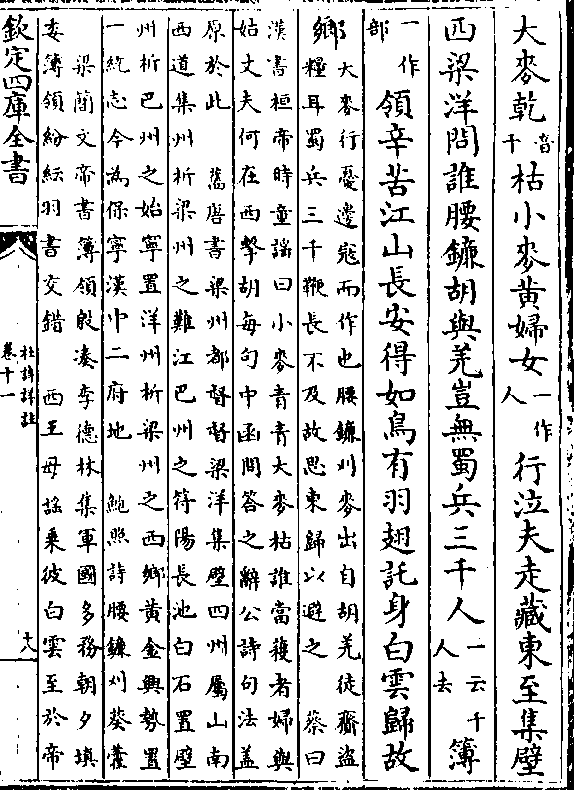 大麥乾音干枯小麥黄婦女一作人行泣夫走藏東至集壁
西梁洋問誰腰鐮胡與羌豈無蜀兵三千人一云千人去簿
一作部領辛苦江山長安得如鳥有羽翅託身白雲歸故
鄉大麥行憂邊寇而作也腰鐮刈麥出自胡羌徒齎盜
糧耳蜀兵三千鞭長不及故思東歸以避之 蔡曰
漢書桓帝時童謡曰小麥青青大麥枯誰當穫者婦與
姑丈夫何在西擊胡每句中函問答之辭公詩句法葢
原於此 舊唐書梁州都督督梁洋集壁四州屬山南
西道集州析梁州之難江巴州之符陽長池白石置壁
州析巴州之始寧置洋州析梁州之西鄉黄金興勢置
一統志今為保寧漢中二府地 鮑照詩腰鐮刈葵藿
梁簡文帝書簿領殷凑李德林集軍國多務朝夕填
委簿領紛紜羽書交錯 西王母謡乘彼白雲至於帝
欽定四庫全書
杜詩詳註
卷十一
十八